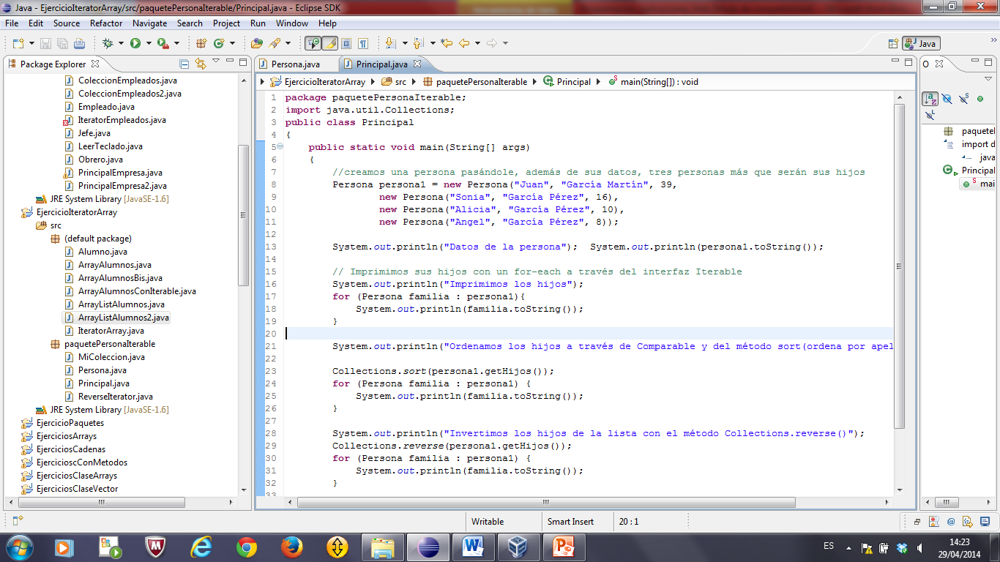 Java - EjercicioIteratorArray/src/paquetePersonaIterable/Principal.java - Eclipse SDK
File Edit Source Refactor Navigate Search Project Run Window Help
Java
Package Explorer
ColeccionEmpleados.java
ColeccionEmpleados2.java
Empleado.java
IteratorEmpleados.java
Jefe.java
LeerTeclado.java
Obrero.java
PrincipalEmpresa.java
PrincipalEmpresa2.java
JRE System Library [JavaSE-1.6]
EjercicioIteratorArray
src
(default package)
Alumno.java
ArrayAlumnos.java
ArrayAlumnosBis.java
ArrayAlumnosConIterable.java
ArrayListAlumnos.java
ArrayListAlumnos2.java
IteratorArray.java
paquetePersonaIterable
MiColeccion.java
Persona.java
Principal.java
ReverseIterator.java
JRE System Library [JavaSE-1.6]
EjercicioPaquetes
EjerciciosArrays
EjerciciosCadenas
EjercicioscConMetodos
EjerciciosClaseArrays
EjerciciosClaseVector
Persona.java Principal.java
EjercicioIteratorArray src paquetePersonaIterable Principal main(String[]) : void
1 package paquetePersonaIterable;
2 import java.util.Collections;
3 public class Principal
4 {
5 public static void main(String[] args)
6 {
7 //creamos una persona pasándole, además de sus datos, tres personas más que serán sus hijos
8 Persona persona1 = new Persona("Juan", "García Martín", 39,
9 new Persona("Sonia", "García Pérez", 16),
10 new Persona("Alicia", "García Pérez", 10),
11 new Persona("Angel", "García Pérez", 8));
12
13 System.out.println("Datos de la persona"); System.out.println(persona1.toString());
14
15 // Imprimimos sus hijos con un for-each a través del interfaz Iterable
16 System.out.println("Imprimimos los hijos");
17 for (Persona familia : persona1){
18 System.out.println(familia.toString());
19 }
20
21 System.out.println("Ordenamos los hijos a través de Comparable y del método sort(ordena por apel
22
23 Collections.sort(persona1.getHijos());
24 for (Persona familia : persona1) {
25 System.out.println(familia.toString());
26 }
27
28 System.out.println("Invertimos los hijos de la lista con el método Collections.reverse()");
29 Collections.reverse(persona1.getHijos());
30 for (Persona familia : persona1) {
31 System.out.println(familia.toString());
32 }
33
O
paqueteI
import d
java
Principal
mai
Writable Smart Insert 20 : 1
ES
14:23
29/04/2014